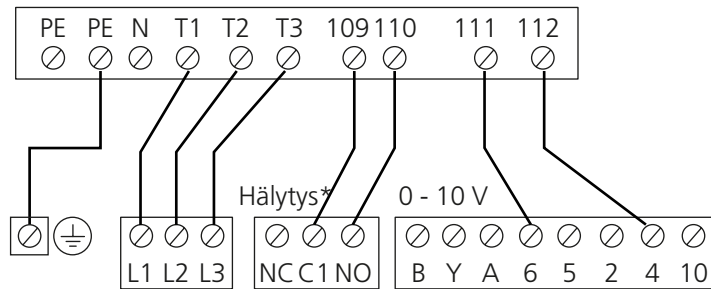 PE PE N T1 T2 T3 109 110 111 112
Hälytys* 0 - 10 V
L1 L2 L3 NC C1 NO B Y A 6 5 2 4 10